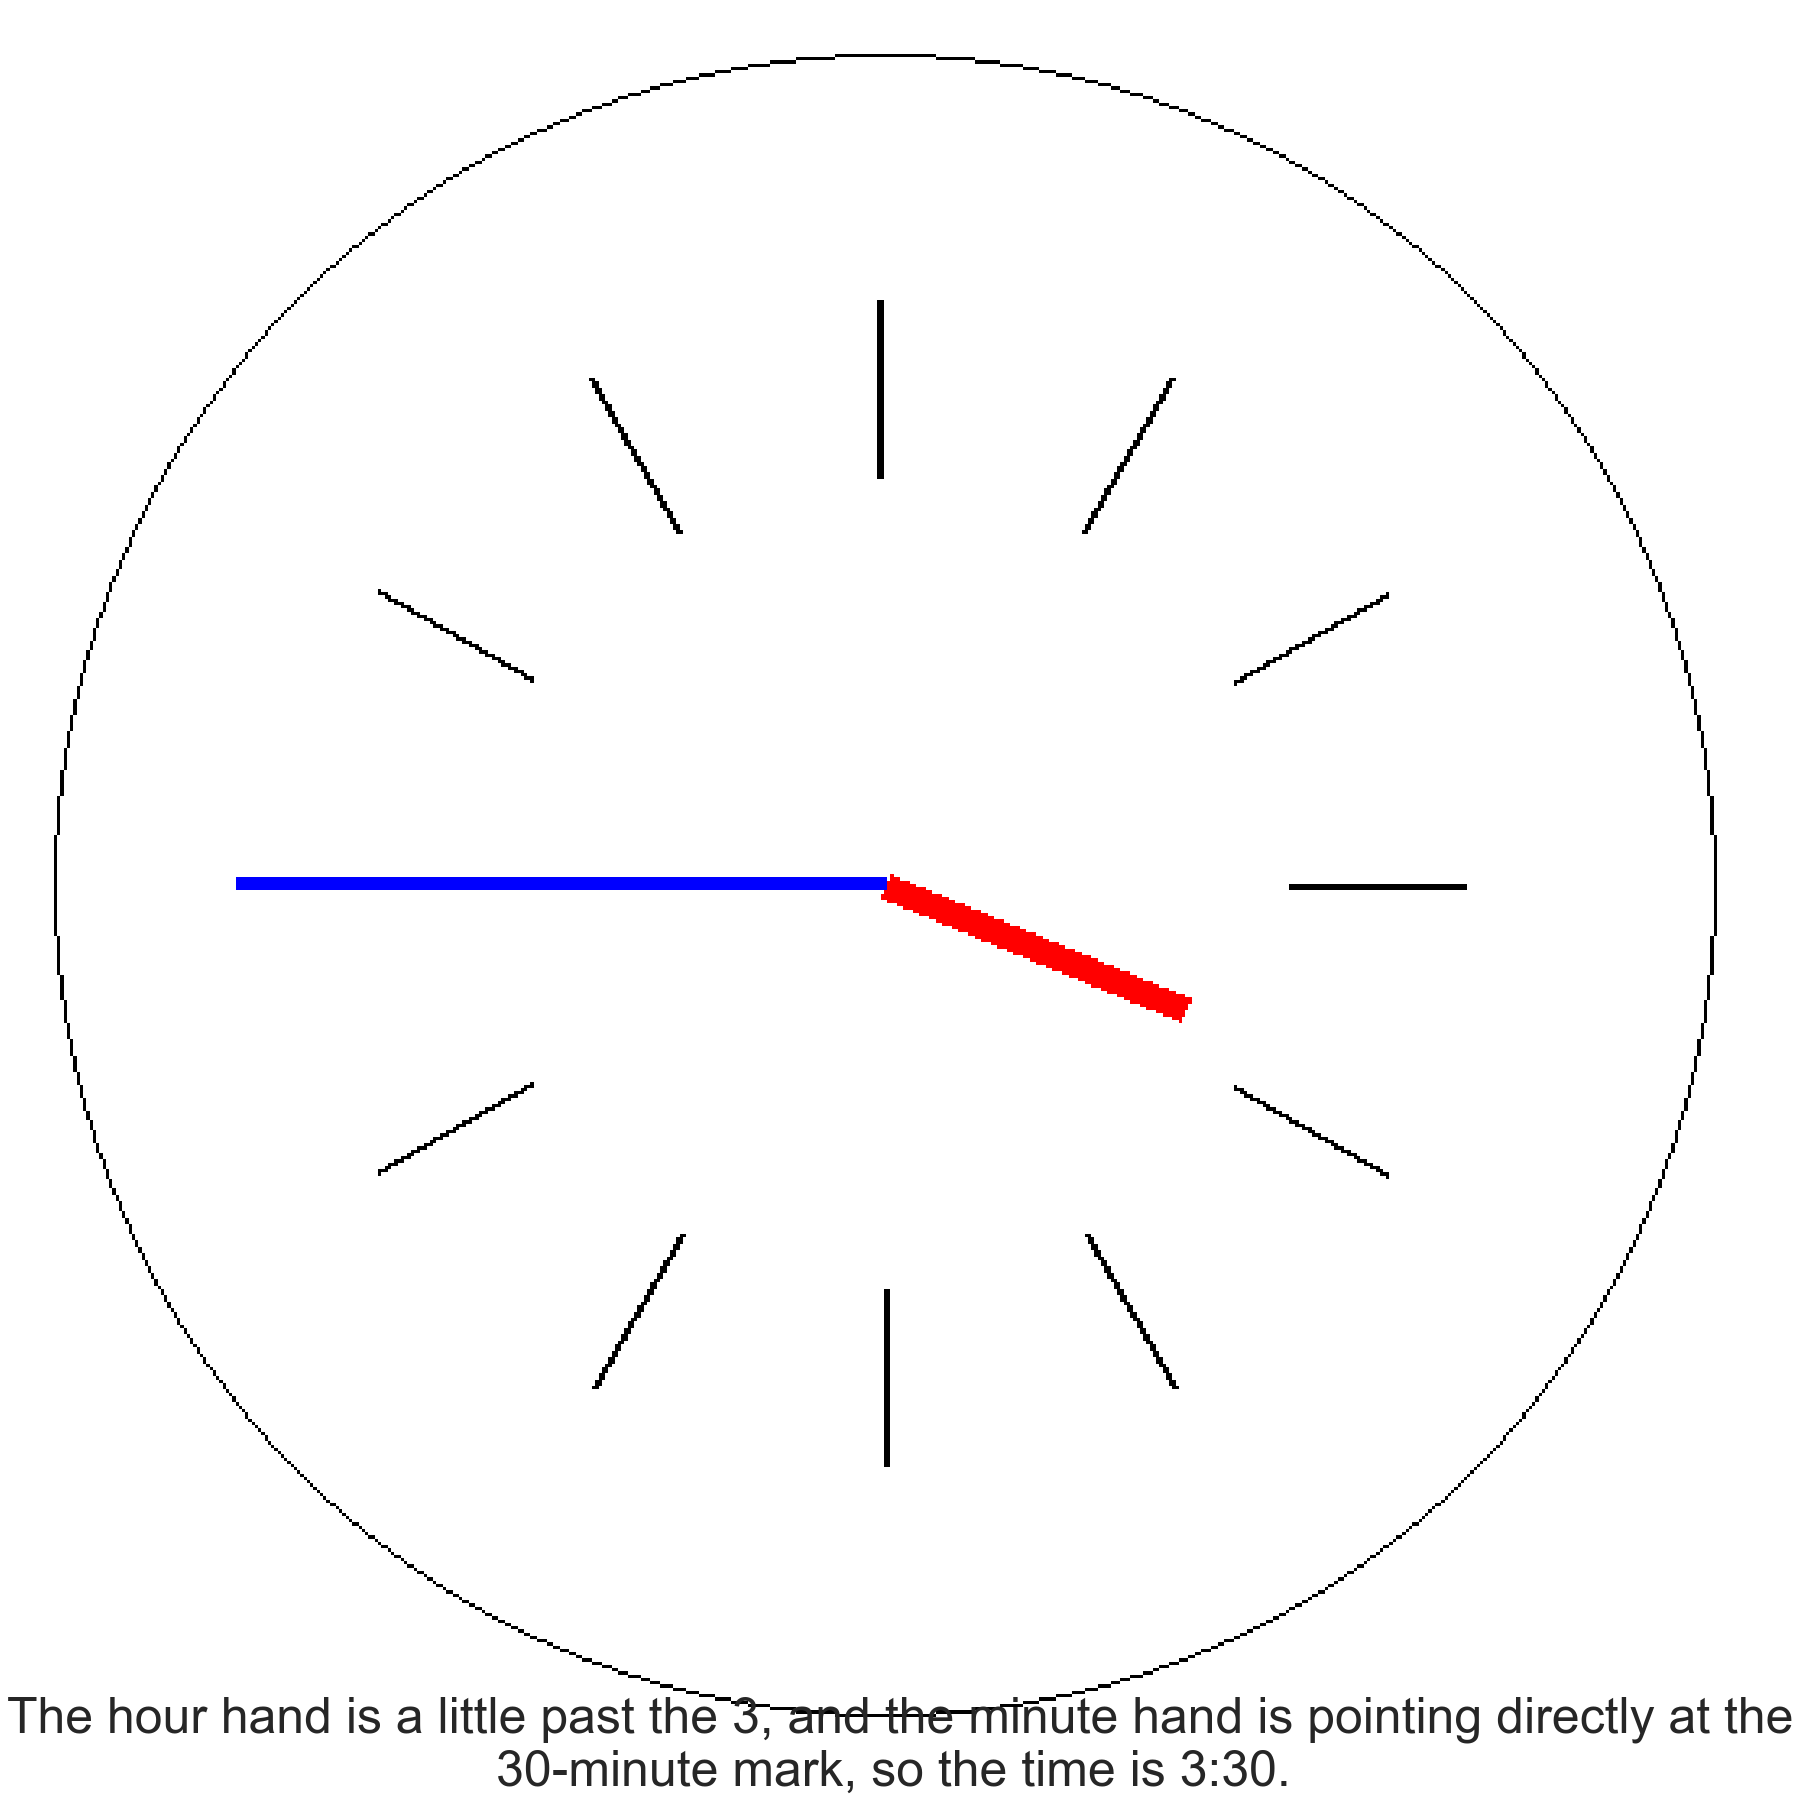 The hour hand is a little past the 3, and the minute hand is pointing directly at the
30-minute mark, so the time is 3:30.